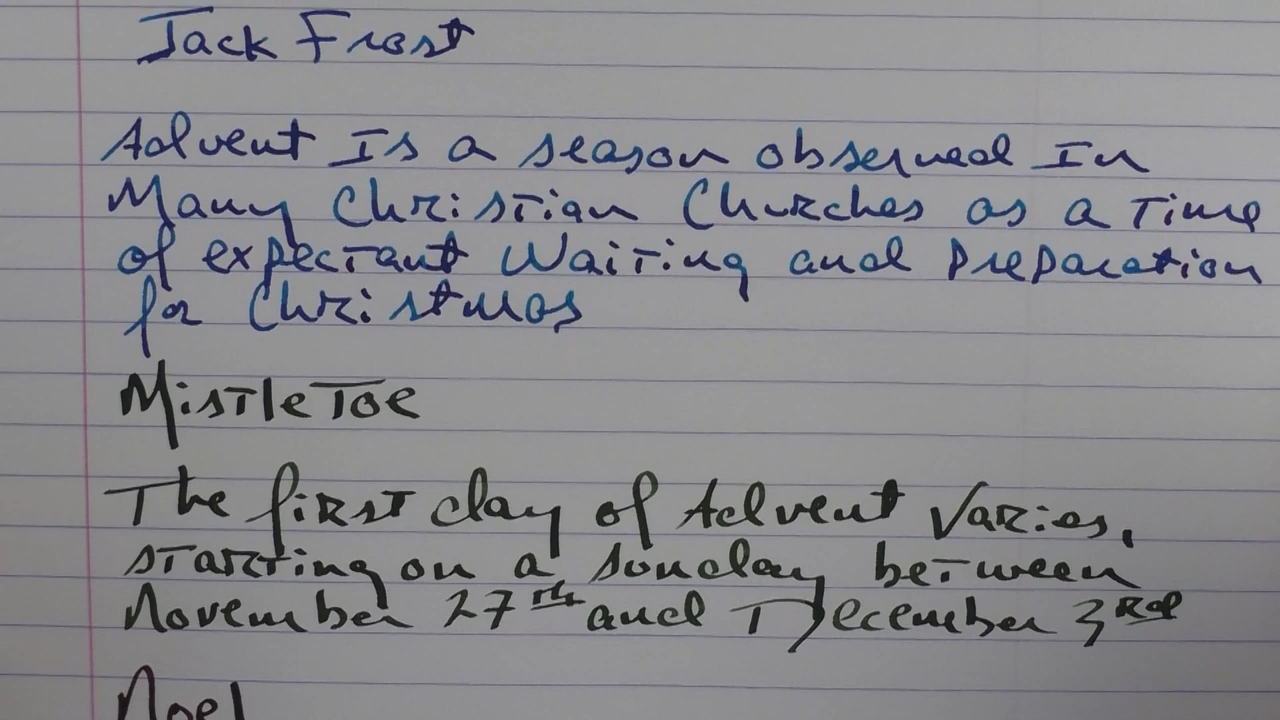 Jack Frost
Advent Is a season observed In
Many Christian Churches as a Time
of expectant Waiting and Preparation
for Christmas
MistleToe
The first day of Advent Varies,
starting on a sunday between
November 27th and December 3rd
Noel